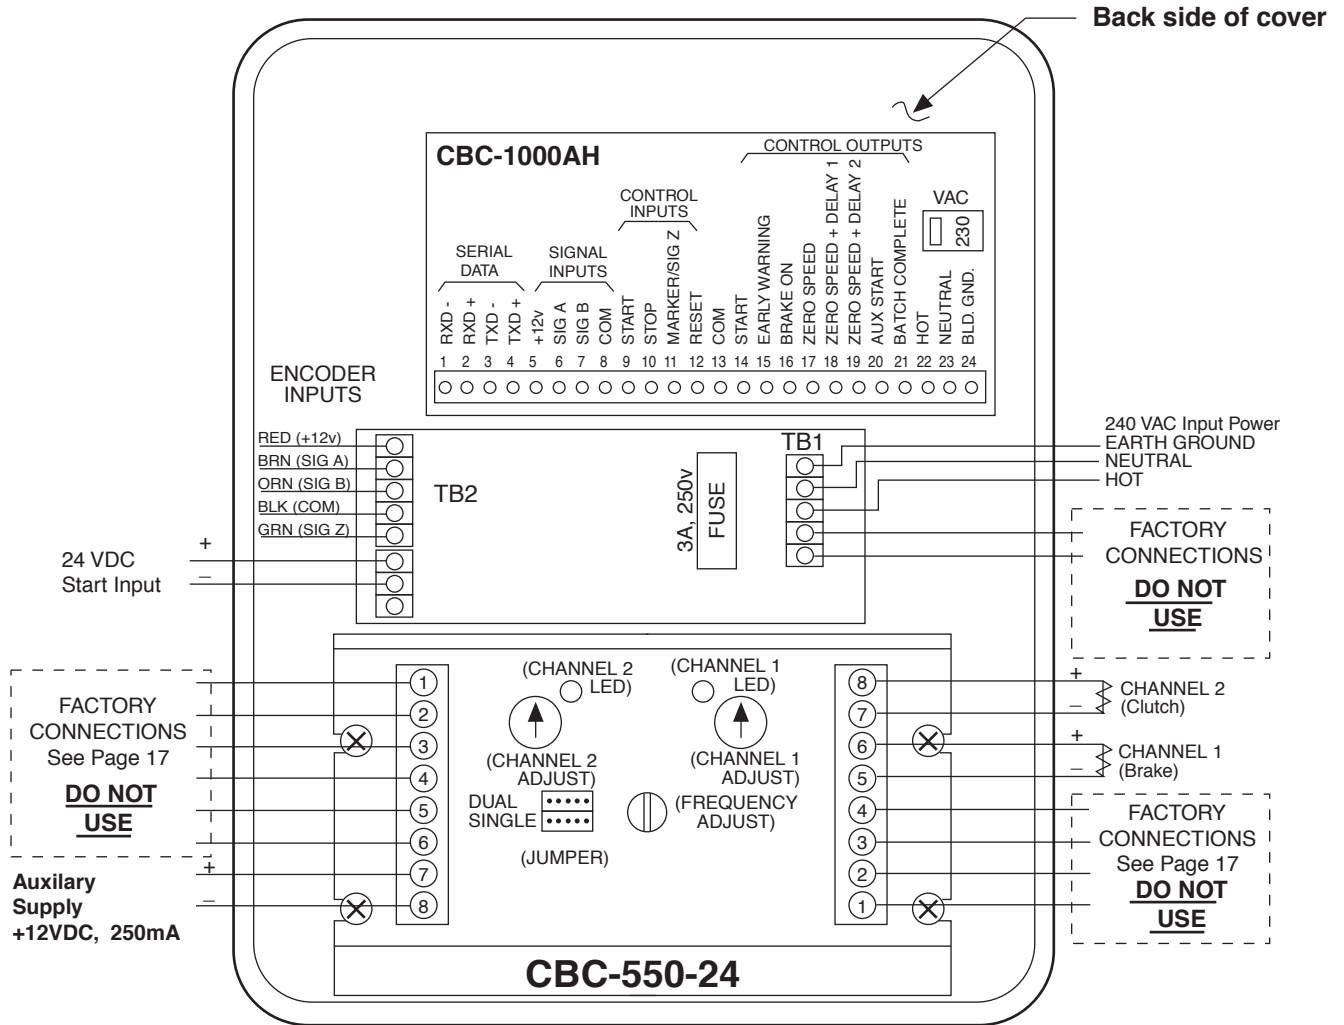 Back side of cover
CBC-1000AH
CONTROL OUTPUTS
CONTROL
INPUTS
SERIAL
DATA
SIGNAL
INPUTS
VAC
230
RXD -
RXD +
TXD -
TXD +
+12v
SIG A
SIG B
COM
START
STOP
MARKER/SIG Z
RESET
COM
START
EARLY WARNING
BRAKE ON
ZERO SPEED
ZERO SPEED + DELAY 1
ZERO SPEED + DELAY 2
AUX START
BATCH COMPLETE
HOT
NEUTRAL
BLD. GND.
1 2 3 4 5 6 7 8 9 10 11 12 13 14 15 16 17 18 19 20 21 22 23 24
ENCODER
INPUTS
RED (+12v)
BRN (SIG A)
ORN (SIG B)
BLK (COM)
GRN (SIG Z)
TB2
3A, 250v
FUSE
TB1
240 VAC Input Power
EARTH GROUND
NEUTRAL
HOT
24 VDC
Start Input
+
–
FACTORY
CONNECTIONS
DO NOT
USE
FACTORY
CONNECTIONS
See Page 17
DO NOT
USE
+
–
Auxilary
Supply
+12VDC, 250mA
1
2
3
4
5
6
7
8
(CHANNEL 2
LED)
(CHANNEL 1
LED)
(CHANNEL 2
ADJUST)
(CHANNEL 1
ADJUST)
DUAL
SINGLE
(JUMPER)
(FREQUENCY
ADJUST)
8
7
6
5
4
3
2
1
+
–
CHANNEL 2
(Clutch)
+
–
CHANNEL 1
(Brake)
FACTORY
CONNECTIONS
See Page 17
DO NOT
USE
CBC-550-24